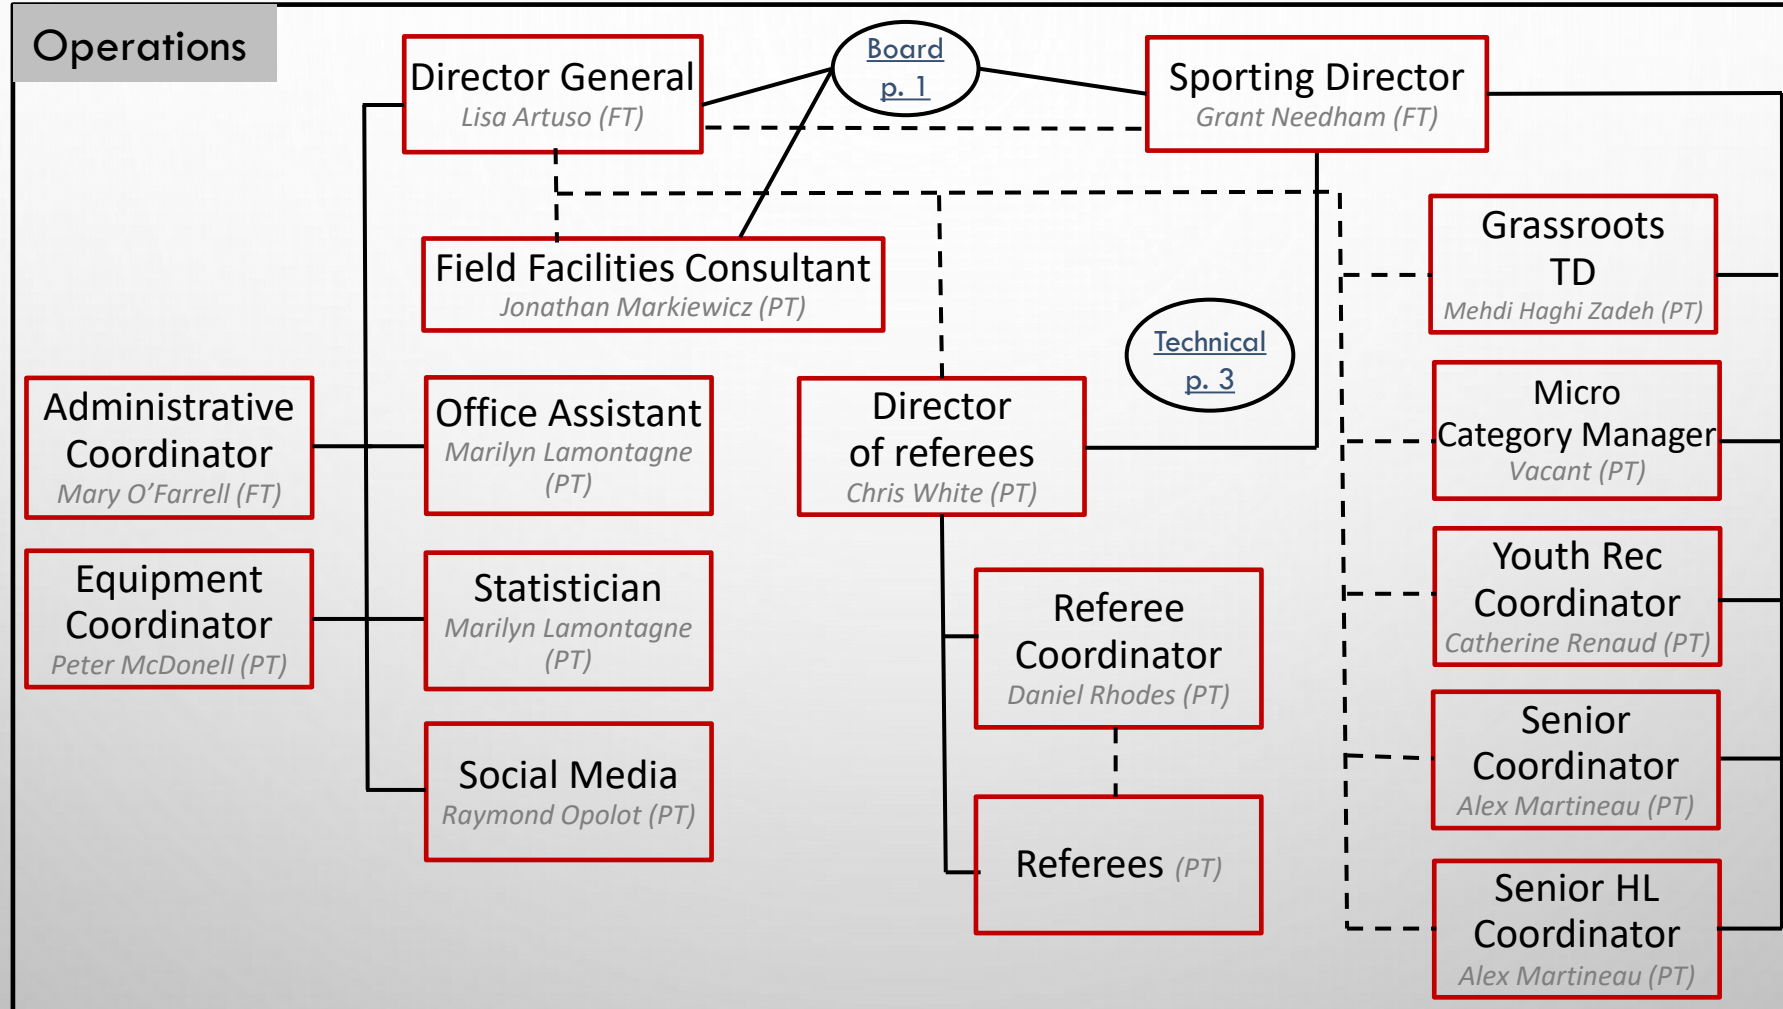 Operations
Director General
Lisa Artuso (FT)
Board
p. 1
Sporting Director
Grant Needham (FT)
Field Facilities Consultant
Jonathan Markiewicz (PT)
Grassroots
TD
Mehdi Haghi Zadeh (PT)
Technical
p. 3
Administrative
Coordinator
Mary O’Farrell (FT)
Office Assistant
Marilyn Lamontagne
(PT)
Director
of referees
Chris White (PT)
Micro
Category Manager
Vacant (PT)
Equipment
Coordinator
Peter McDonell (PT)
Statistician
Marilyn Lamontagne
(PT)
Referee
Coordinator
Daniel Rhodes (PT)
Youth Rec
Coordinator
Catherine Renaud (PT)
Social Media
Raymond Opolot (PT)
Senior
Coordinator
Alex Martineau (PT)
Referees (PT)
Senior HL
Coordinator
Alex Martineau (PT)